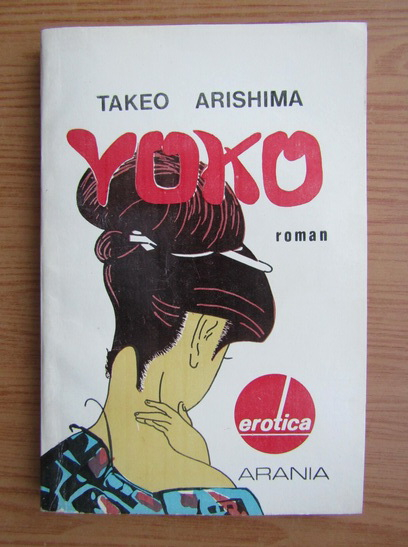 TAKEO ARISHIMA
YOKO
roman
erotica
ARANIA